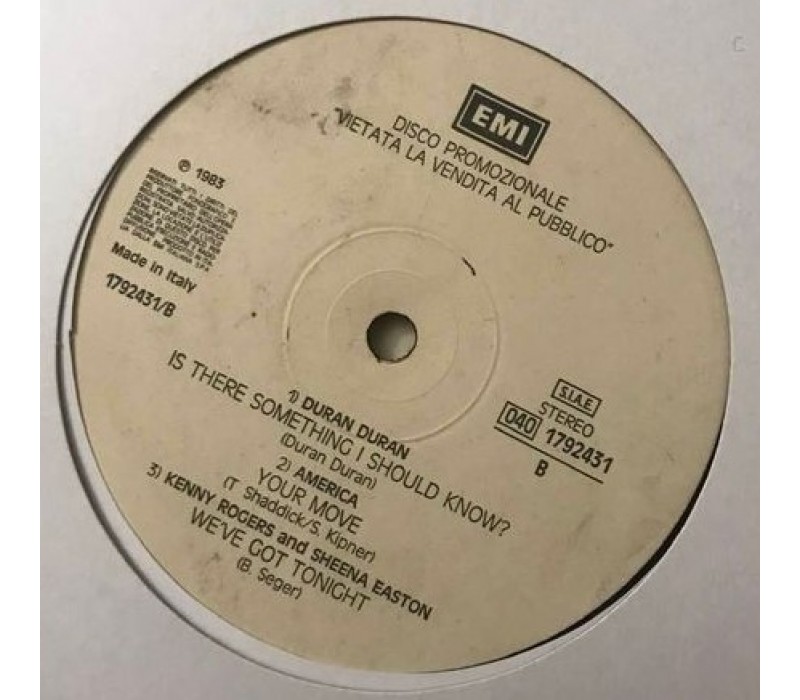 EMI
DISCO PROMOZIONALE
"VIETATA LA VENDITA AL PUBBLICO"
℗ 1983
Made in Italy
1792431/B
S.I.A.E.
STEREO
040 1792431
B
1) DURAN DURAN
IS THERE SOMETHING I SHOULD KNOW?
(Duran Duran)
2) AMERICA
YOUR MOVE
(T Shaddick/S. Kipner)
3) KENNY ROGERS and SHEENA EASTON
WE'VE GOT TONIGHT
(B. Seger)